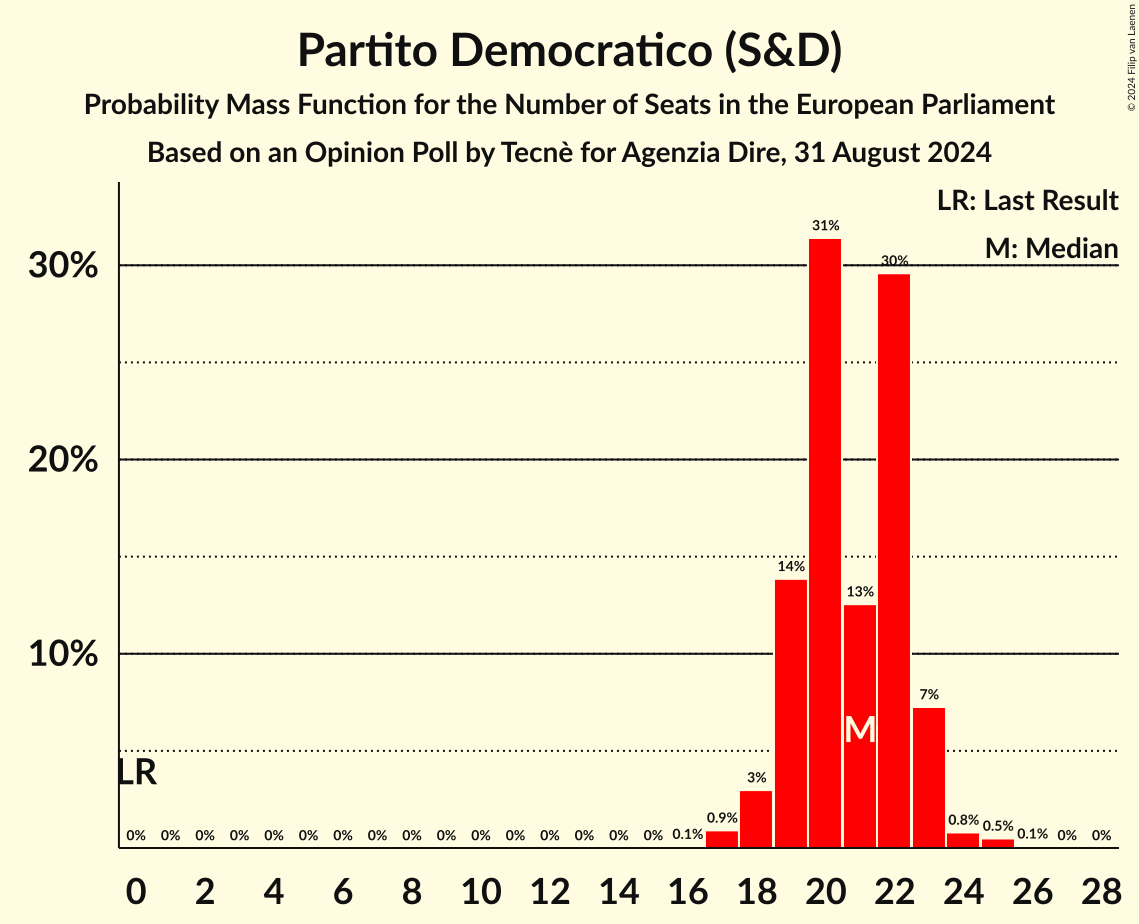 Partito Democratico (S&D)
Probability Mass Function for the Number of Seats in the European Parliament
Based on an Opinion Poll by Tecnè for Agenzia Dire, 31 August 2024
© 2024 Filip van Laenen
LR: Last Result
M: Median
30%
20%
10%
31%
30%
14%
13%
7%
M
LR
3%
0% 0% 0% 0% 0% 0% 0% 0% 0% 0% 0% 0% 0% 0% 0% 0% 0.1% 0.9% 0.8% 0.5% 0.1% 0% 0%
0 2 4 6 8 10 12 14 16 18 20 22 24 26 28